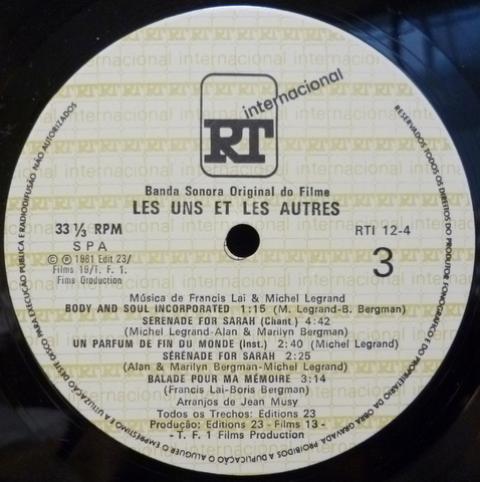 internacional
RT
Banda Sonora Original do Filme
LES UNS ET LES AUTRES
33 1/3 RPM
SPA
RTI 12-4
3
© ℗ 1981 Edit 23/
Films 13/T. F. 1.
Films Production
Música de Francis Lai & Michel Legrand
BODY AND SOUL INCORPORATED 1:15 (M. Legrand-B. Bergman)
SERENADE FOR SARAH (Chant) 4:42
(Michel Legrand-Alan & Marilyn Bergman)
UN PARFUM DE FIN DU MONDE (Inst.) 2:40 (Michel Legrand)
SÉRÉNADE FOR SARAH 2:25
(Alan & Marilyn Bergman-Michel Legrand)
BALADE POUR MA MÉMOIRE 3:14
(Francis Lai-Boris Bergman)
Arranjos de Jean Musy
Todos os Trechos: Editions 23
Produção: Editions 23 - Films 13 -
- T. F. 1 Films Production
RESERVADOS TODOS OS DIREITOS DO PRODUTOR FONOGRÁFICO E DO PROPRIETÁRIO DA OBRA GRAVADA PROIBIDOS A DUPLICAÇÃO O ALUGUER O EMPRÉSTIMO A UTILIZAÇÃO DESTE DISCO PARA EXECUÇÃO PÚBLICA E RADIODIFUSÃO NÃO AUTORIZADOS